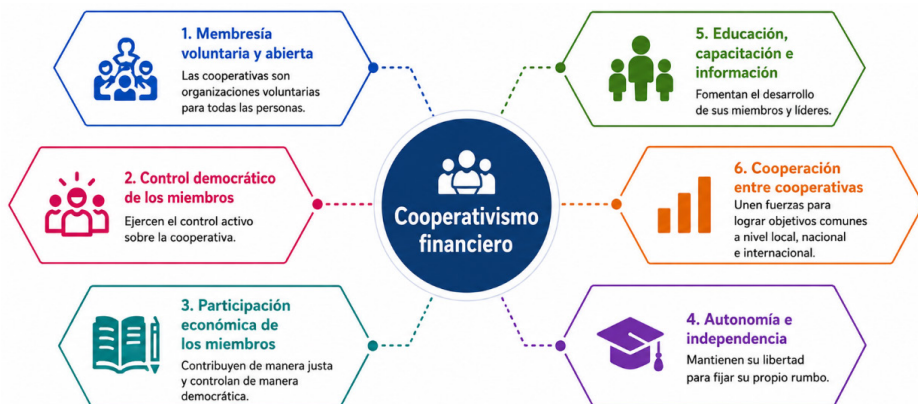 1. Membresía
voluntaria y abierta
Las cooperativas son
organizaciones voluntarias
para todas las personas.
2. Control democrático
de los miembros
Ejercen el control activo
sobre la cooperativa.
3. Participación
económica de
los miembros
Contribuyen de manera justa
y controlan de manera
democrática.
Cooperativismo
financiero
5. Educación,
capacitación e
información
Fomentan el desarrollo
de sus miembros y líderes.
6. Cooperación
entre cooperativas
Unen fuerzas para
lograr objetivos comunes
a nivel local, nacional
e internacional.
4. Autonomía e
independencia
Mantienen su libertad
para fijar su propio rumbo.